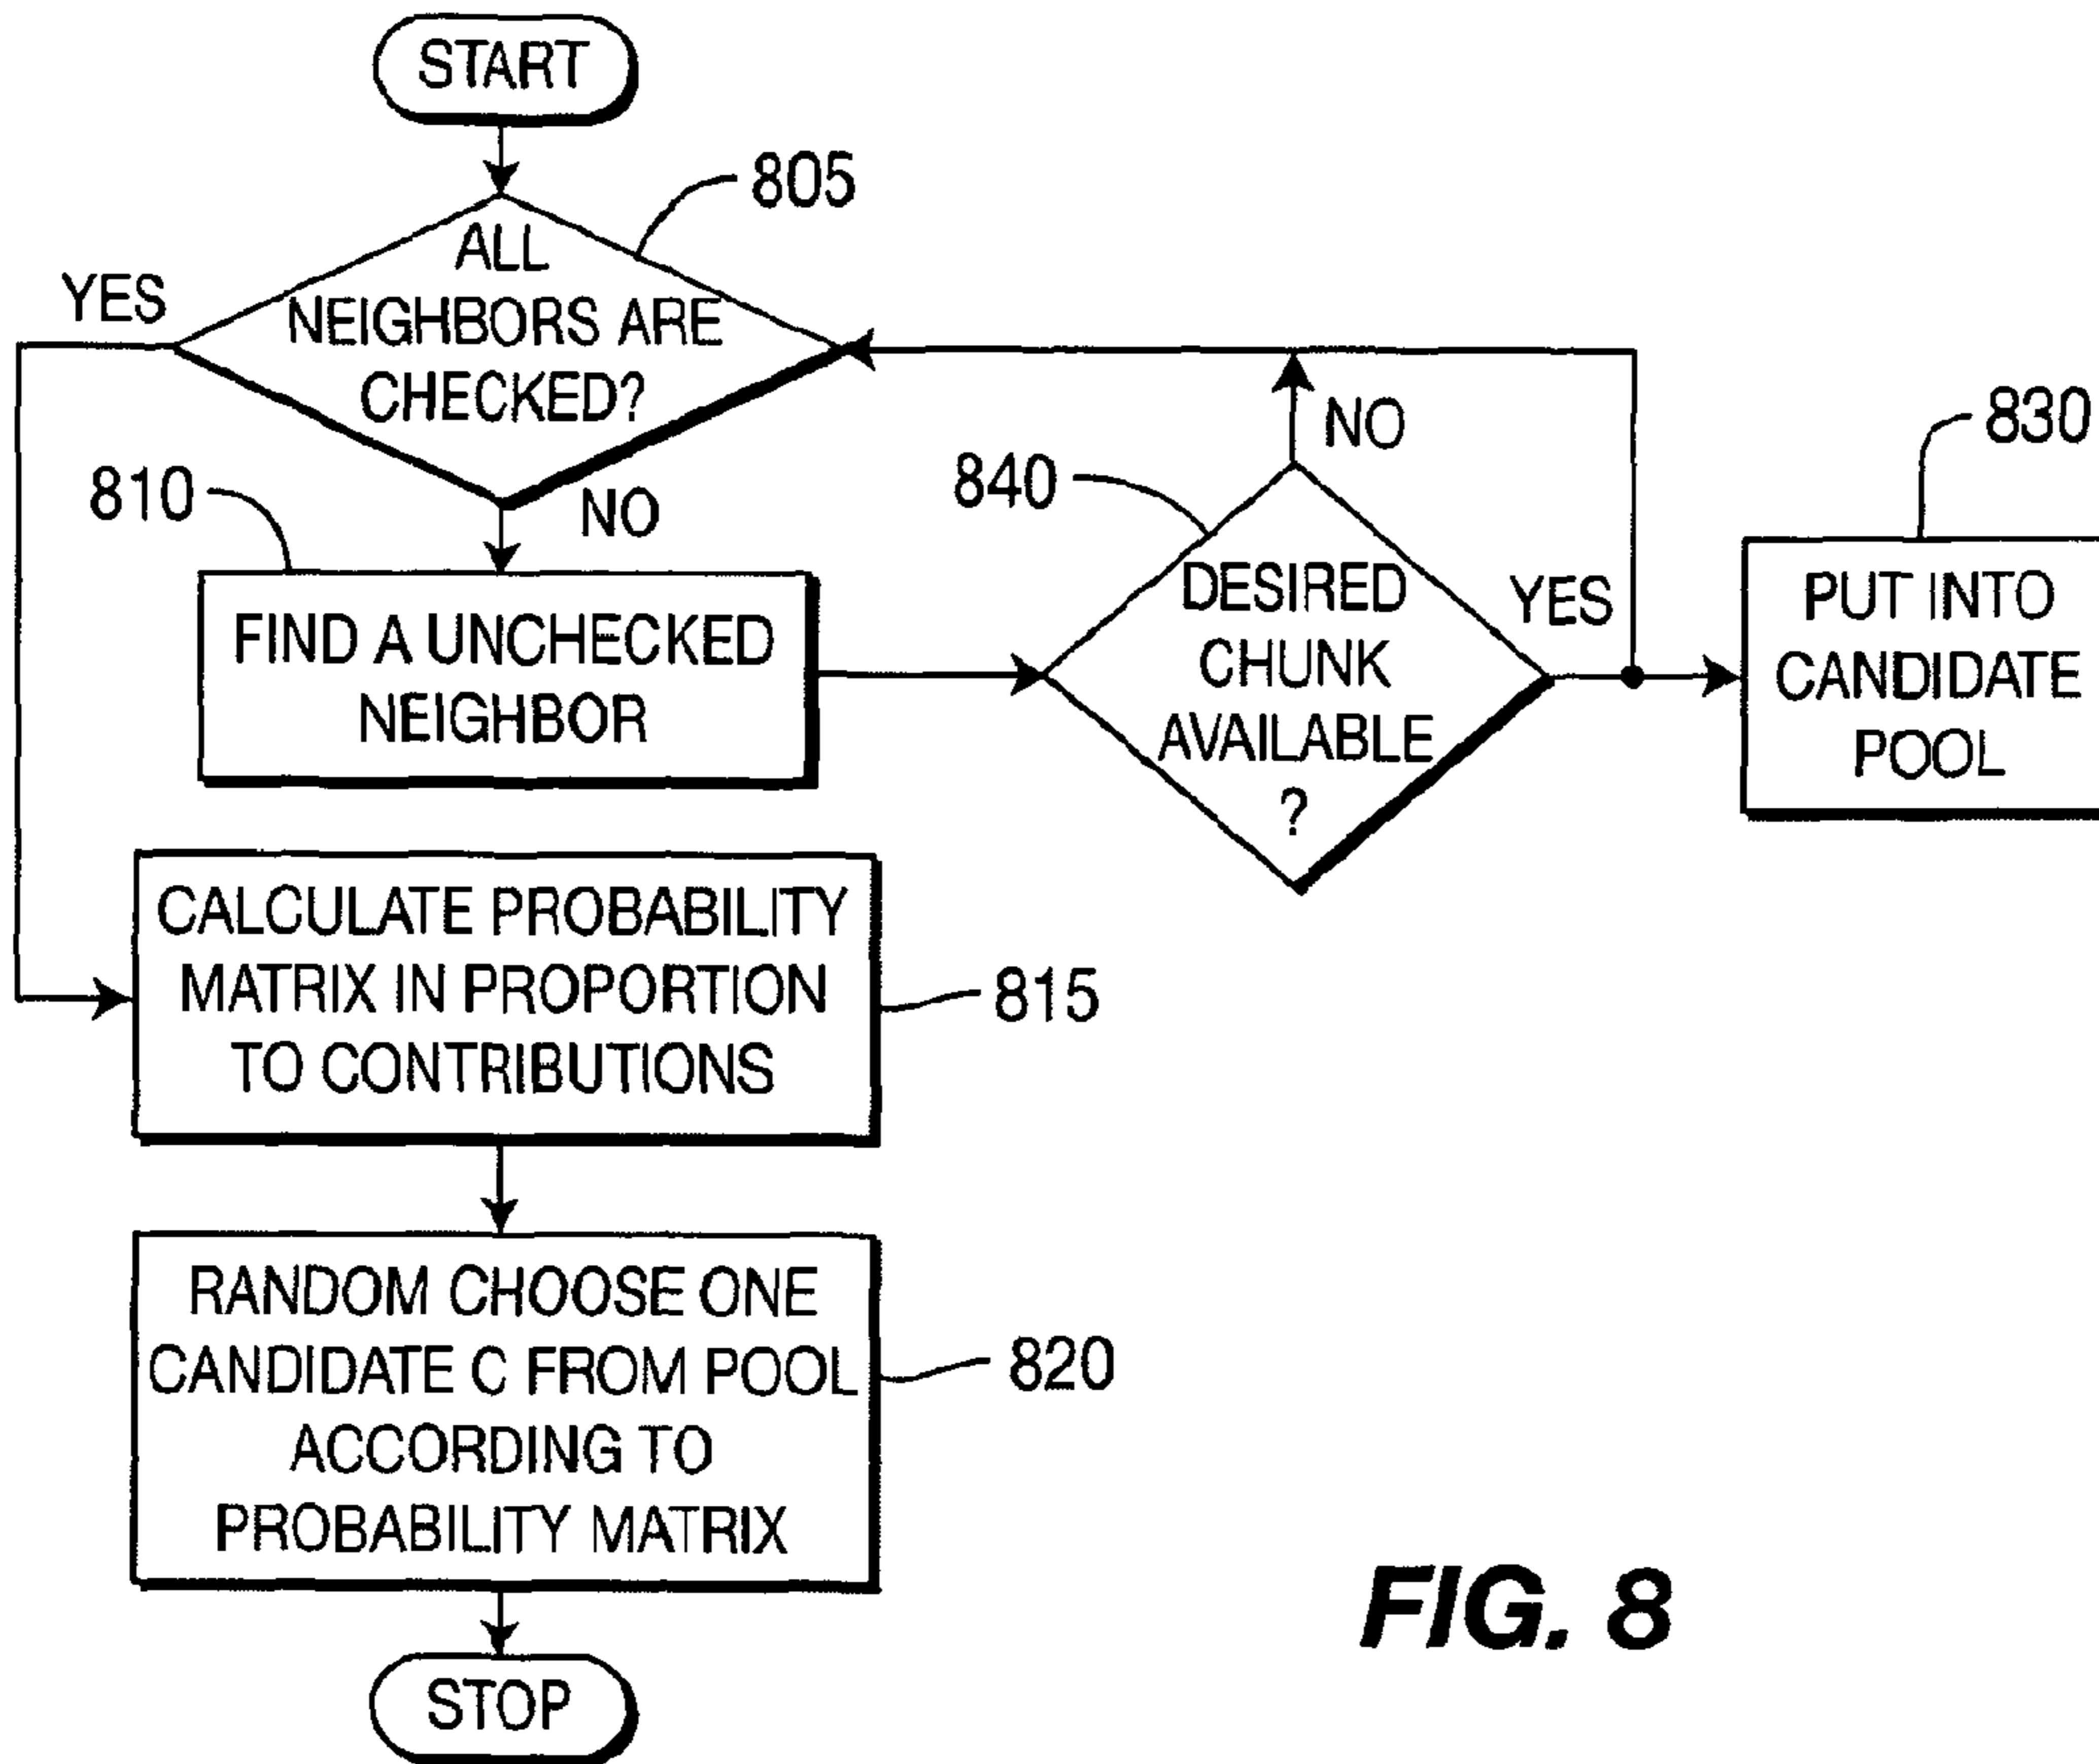 START
805
ALL
NEIGHBORS ARE
CHECKED?
YES
NO
810
FIND A UNCHECKED
NEIGHBOR
840
DESIRED
CHUNK
AVAILABLE
?
NO
YES
830
PUT INTO
CANDIDATE
POOL
CALCULATE PROBABILITY
MATRIX IN PROPORTION
TO CONTRIBUTIONS
815
RANDOM CHOOSE ONE
CANDIDATE C FROM POOL
ACCORDING TO
PROBABILITY MATRIX
820
STOP
FIG. 8